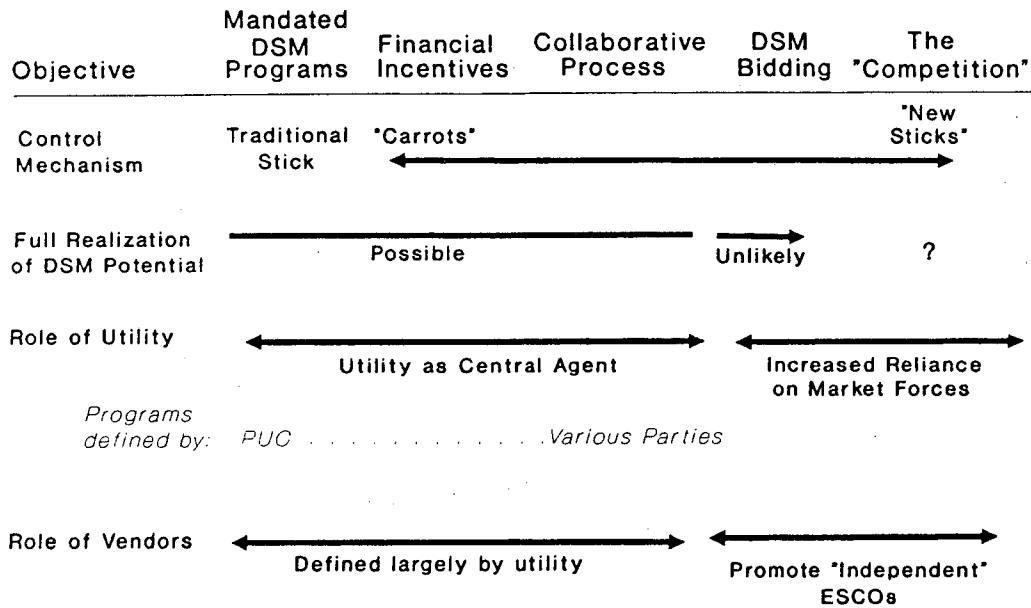 Mandated
DSM
Programs
Financial
Incentives
Collaborative
Process
DSM
Bidding
The
"Competition"
Objective
Control
Mechanism
Traditional
Stick
"Carrots"
"New
Sticks"
Full Realization
of DSM Potential
Possible
Unlikely
?
Role of Utility
Utility as Central Agent
Increased Reliance
on Market Forces
Programs
defined by: PUC . . . . . . . . . . . . . Various Parties
Role of Vendors
Defined largely by utility
Promote "Independent"
ESCOs